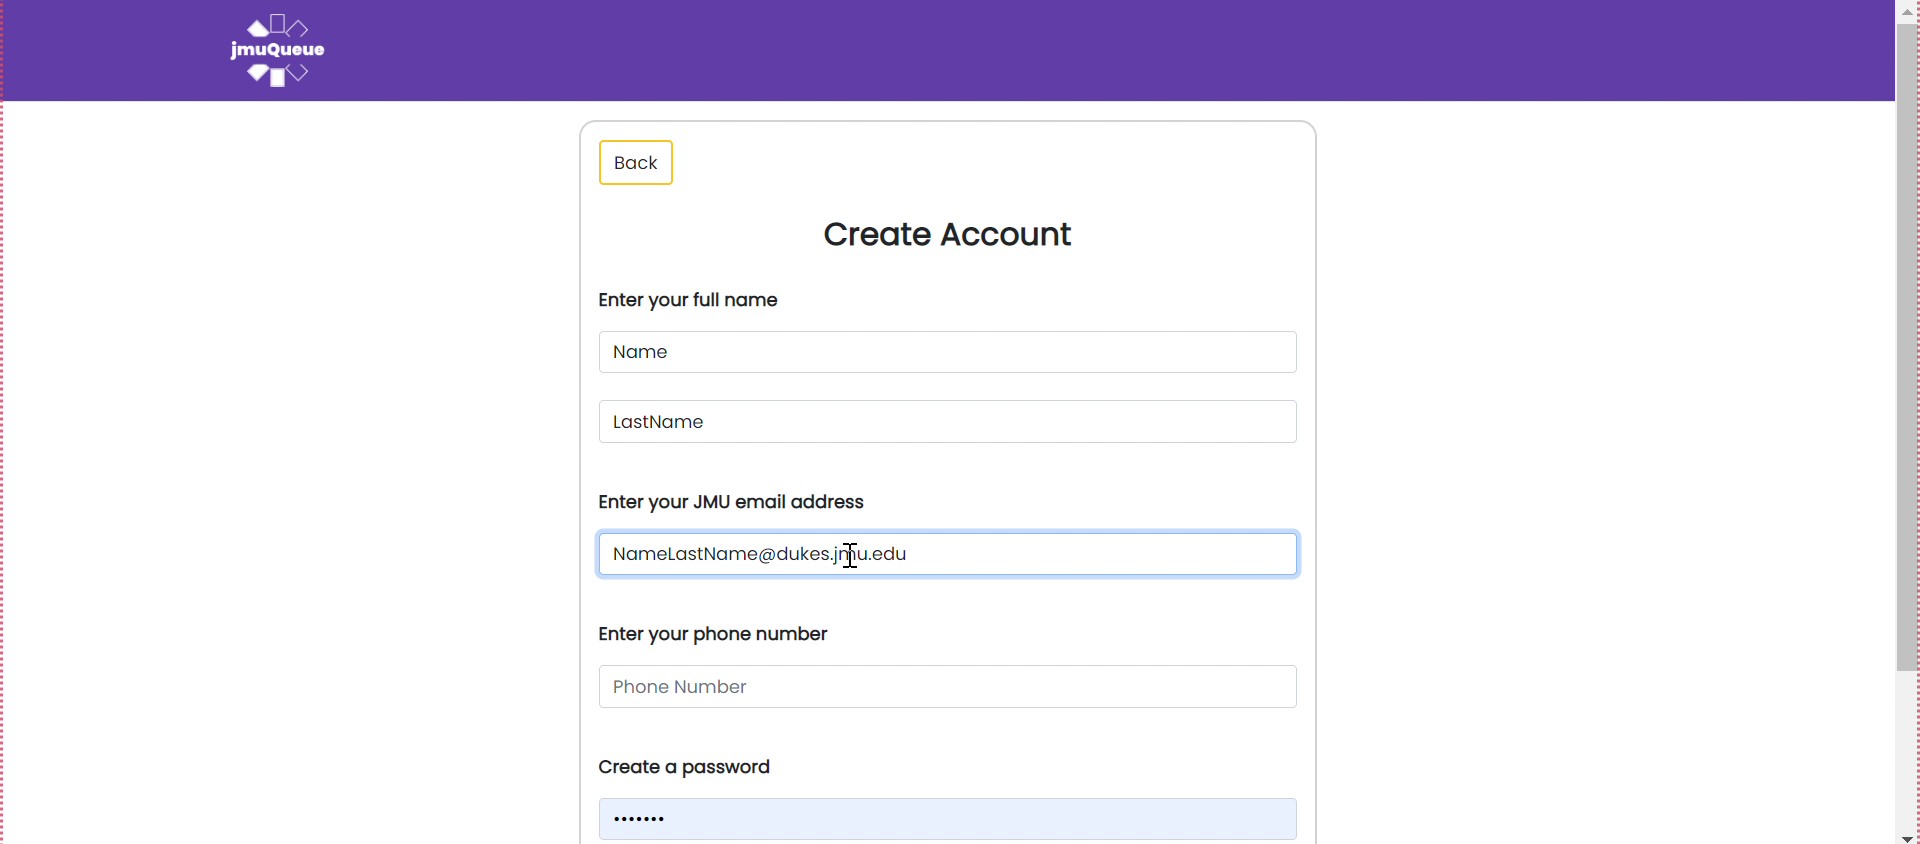 jmuQueue
Back
Create Account
Enter your full name
Name
LastName
Enter your JMU email address
NameLastName@dukes.jmu.edu
Enter your phone number
Phone Number
Create a password
•••••••